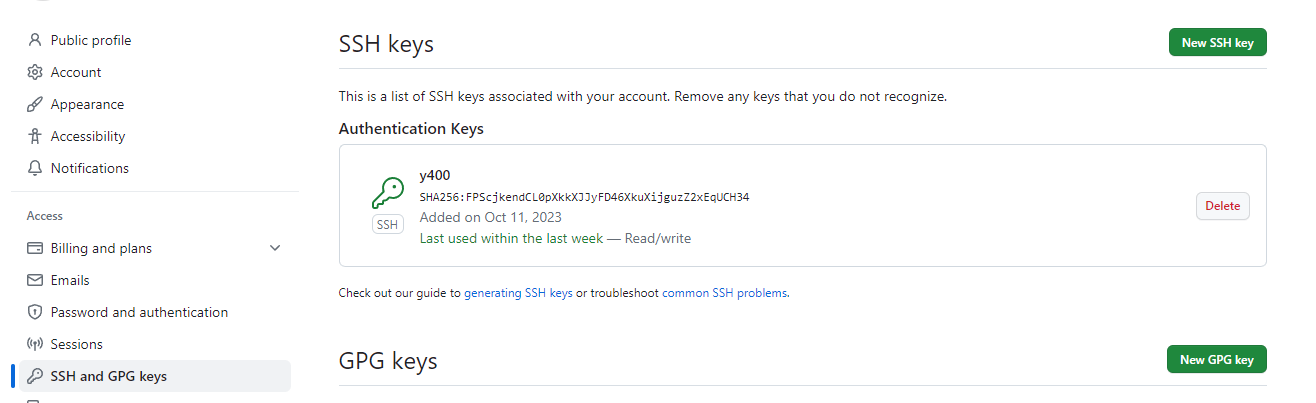 Public profile
Account
Appearance
Accessibility
Notifications
Access
Billing and plans
Emails
Password and authentication
Sessions
SSH and GPG keys
SSH keys
New SSH key
This is a list of SSH keys associated with your account. Remove any keys that you do not recognize.
Authentication Keys
y400
SHA256:FPScjkendCL0pXkkXJJyFD46XkuXijguzZ2xEqUCH34
SSH
Added on Oct 11, 2023
Last used within the last week — Read/write
Delete
Check out our guide to generating SSH keys or troubleshoot common SSH problems.
GPG keys
New GPG key